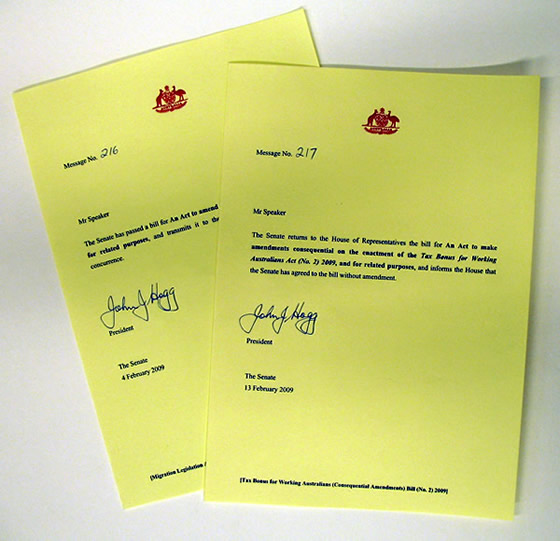 Message No. 216
Mr Speaker
The Senate has passed a bill for An Act to amend
for related purposes, and transmits it to the
concurrence.
John J Hogg
President
The Senate
4 February 2009
[Migration Legislation
Message No. 217
Mr Speaker
The Senate returns to the House of Representatives the bill for An Act to make
amendments consequential on the enactment of the Tax Bonus for Working
Australians Act (No. 2) 2009, and for related purposes, and informs the House that
the Senate has agreed to the bill without amendment.
John J Hogg
President
The Senate
13 February 2009
[Tax Bonus for Working Australians (Consequential Amendments) Bill (No. 2) 2009]